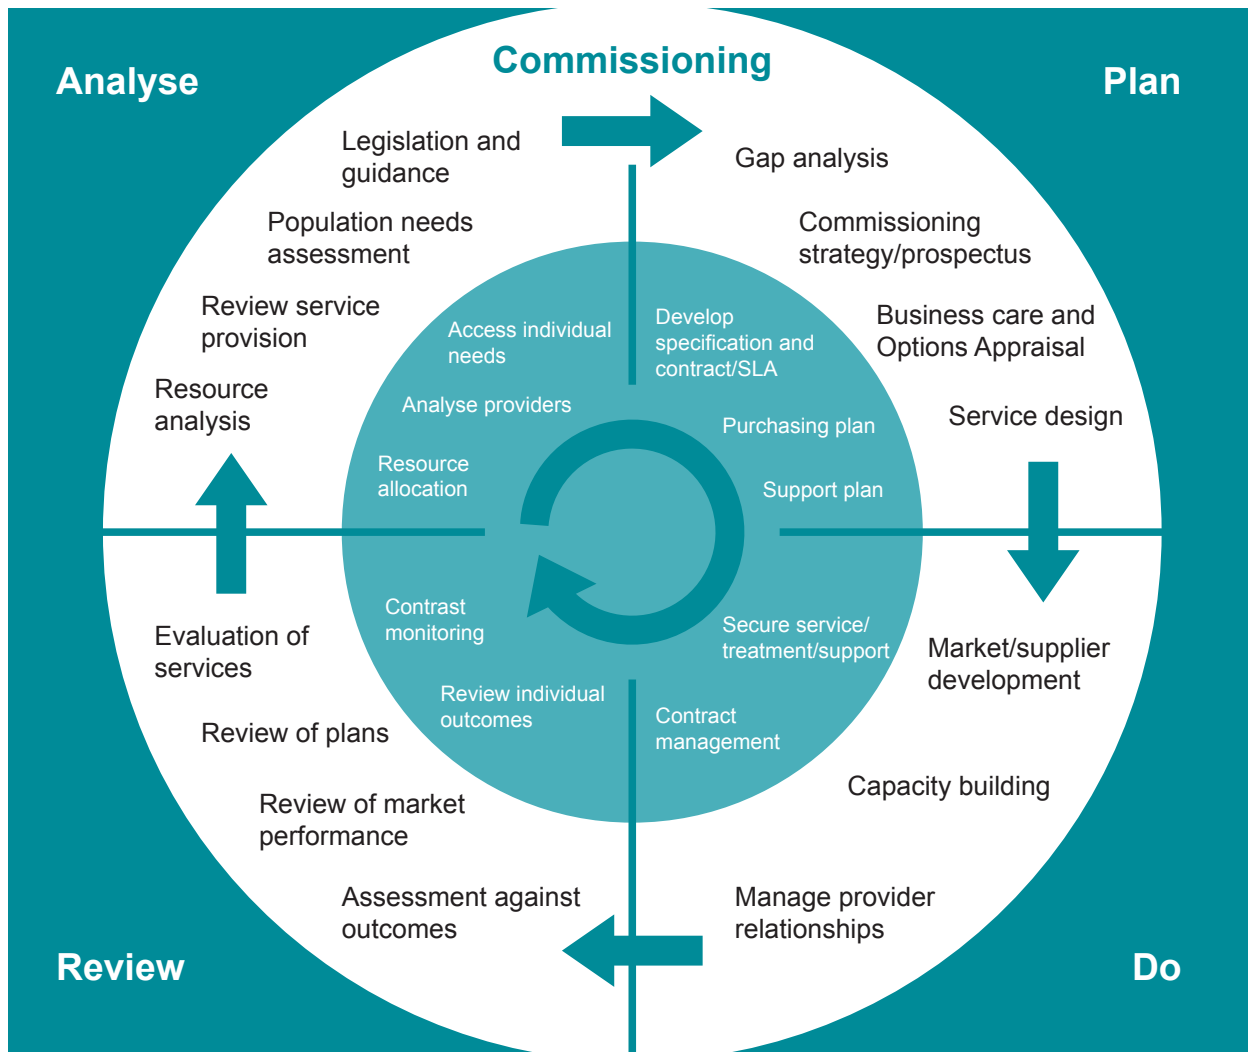 Commissioning
Analyse
Legislation and
guidance
Population needs
assessment
Review service
provision
Resource
analysis
Access individual
needs
Analyse providers
Resource
allocation
Plan
Gap analysis
Commissioning
strategy/prospectus
Business care and
Options Appraisal
Service design
Develop
specification and
contract/SLA
Purchasing plan
Support plan
Do
Market/supplier
development
Capacity building
Manage provider
relationships
Secure service/
treatment/support
Contract
management
Review
Evaluation of
services
Review of plans
Review of market
performance
Assessment against
outcomes
Contrast
monitoring
Review individual
outcomes